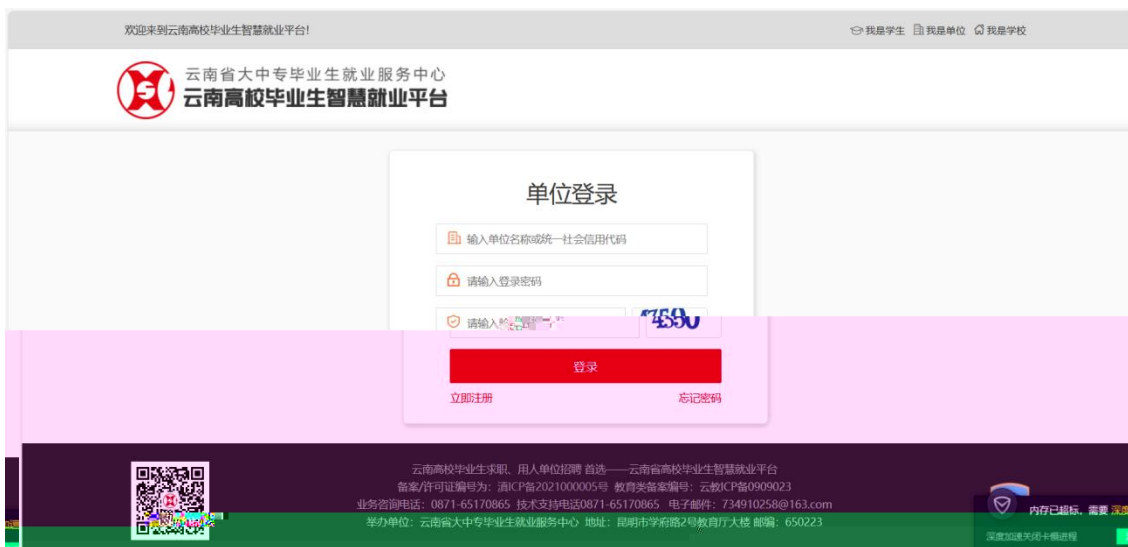 欢迎来到云南高校毕业生智慧就业平台!
我是学生 我是单位 我是学校
云南省大中专毕业生就业服务中心
云南高校毕业生智慧就业平台
单位登录
输入单位名称或统一社会信用代码
请输入登录密码
请输入
登录
立即注册 忘记密码
云南高校毕业生求职、用人单位招聘 首选——云南省高校毕业生智慧就业平台
备案/许可证编号为：滇ICP备2021000005号 教育类备案编号：云教ICP备0909023
业务咨询电话：0871-65170865 技术支持电话0871-65170865 电子邮件：734910258@163.com
举办单位：云南省大中专毕业生就业服务中心 地址：昆明市学府路2号教育厅大楼 邮编：650223
内存已超标，需要 深度
深度加速关闭卡慢进程